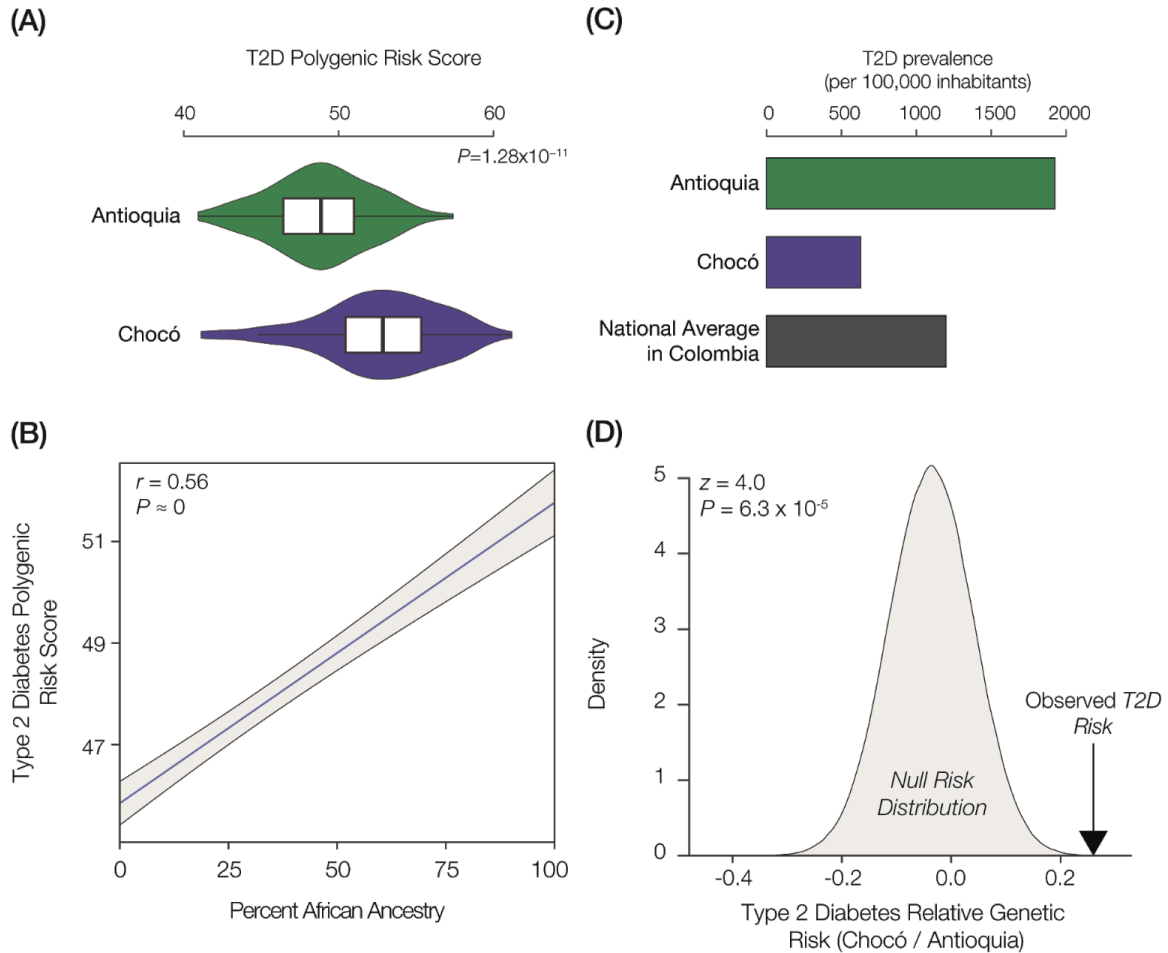 (A)
T2D Polygenic Risk Score
40 50 60
P=1.28x10⁻¹¹
Antioquia
Chocó
(C)
T2D prevalence
(per 100,000 inhabitants)
0 500 1000 1500 2000
Antioquia
Chocó
National Average
in Colombia
(B)
r = 0.56
P ≈ 0
Type 2 Diabetes Polygenic
Risk Score
51
49
47
0 25 50 75 100
Percent African Ancestry
(D)
z = 4.0
P = 6.3 x 10⁻⁵
Density
5
4
3
2
1
0
Observed T2D
Risk
Null Risk
Distribution
-0.4 -0.2 0.0 0.2
Type 2 Diabetes Relative Genetic
Risk (Chocó / Antioquia)